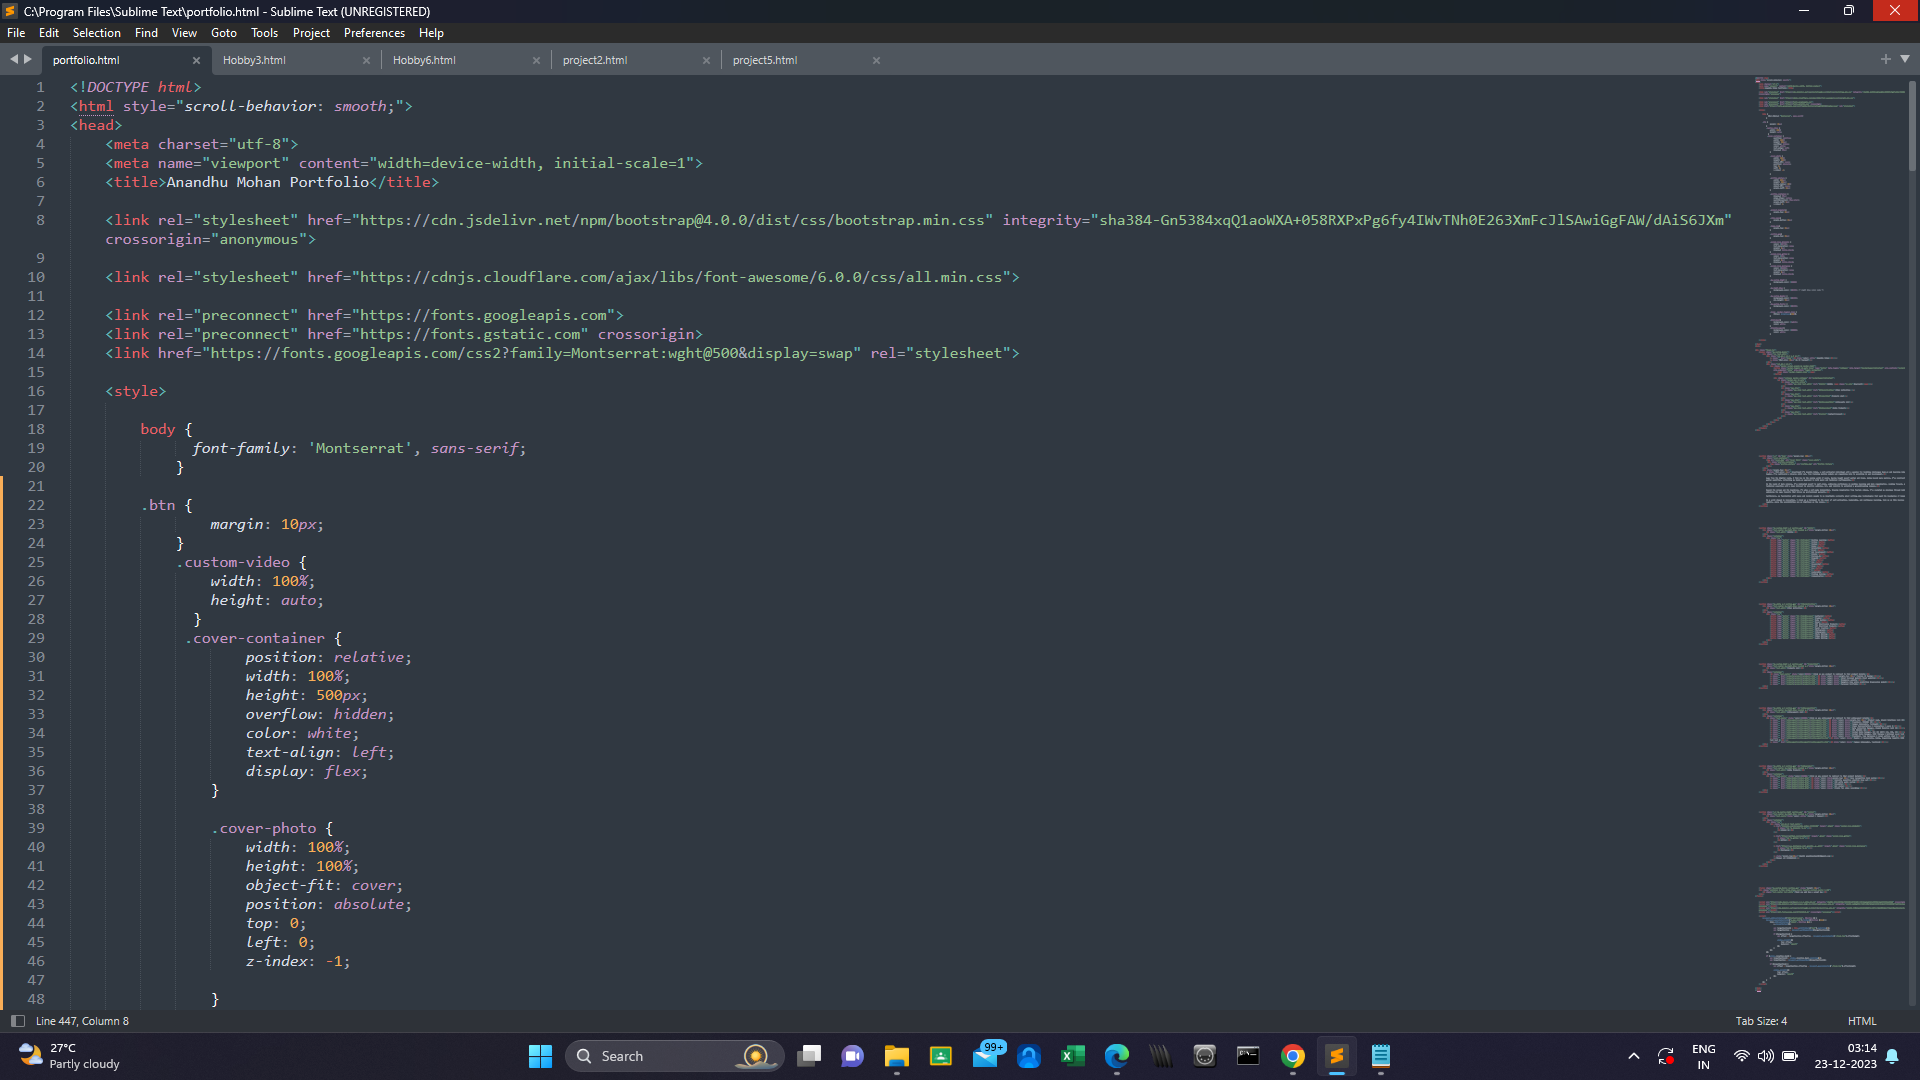 C:\Program Files\Sublime Text\portfolio.html - Sublime Text (UNREGISTERED)
File Edit Selection Find View Goto Tools Project Preferences Help
portfolio.html Hobby3.html Hobby6.html project2.html project5.html
1 <!DOCTYPE html>
2 <html style="scroll-behavior: smooth;">
3 <head>
4 <meta charset="utf-8">
5 <meta name="viewport" content="width=device-width, initial-scale=1">
6 <title>Anandhu Mohan Portfolio</title>
7
8 <link rel="stylesheet" href="https://cdn.jsdelivr.net/npm/bootstrap@4.0.0/dist/css/bootstrap.min.css" integrity="sha384-Gn5384xqQ1aoWXA+058RXPxPg6fy4IWvTNh0E263XmFcJlSAwiGgFAW/dAiS6JXm"
crossorigin="anonymous">
9
10 <link rel="stylesheet" href="https://cdnjs.cloudflare.com/ajax/libs/font-awesome/6.0.0/css/all.min.css">
11
12 <link rel="preconnect" href="https://fonts.googleapis.com">
13 <link rel="preconnect" href="https://fonts.gstatic.com" crossorigin>
14 <link href="https://fonts.googleapis.com/css2?family=Montserrat:wght@500&display=swap" rel="stylesheet">
15
16 <style>
17
18 body {
19 font-family: 'Montserrat', sans-serif;
20 }
21
22 .btn {
23 margin: 10px;
24 }
25 .custom-video {
26 width: 100%;
27 height: auto;
28 }
29 .cover-container {
30 position: relative;
31 width: 100%;
32 height: 500px;
33 overflow: hidden;
34 color: white;
35 text-align: left;
36 display: flex;
37 }
38
39 .cover-photo {
40 width: 100%;
41 height: 100%;
42 object-fit: cover;
43 position: absolute;
44 top: 0;
45 left: 0;
46 z-index: -1;
47
48 }
Line 447, Column 8 Tab Size: 4 HTML
27°C
Partly cloudy
Search
99+
ENG
IN
03:14
23-12-2023